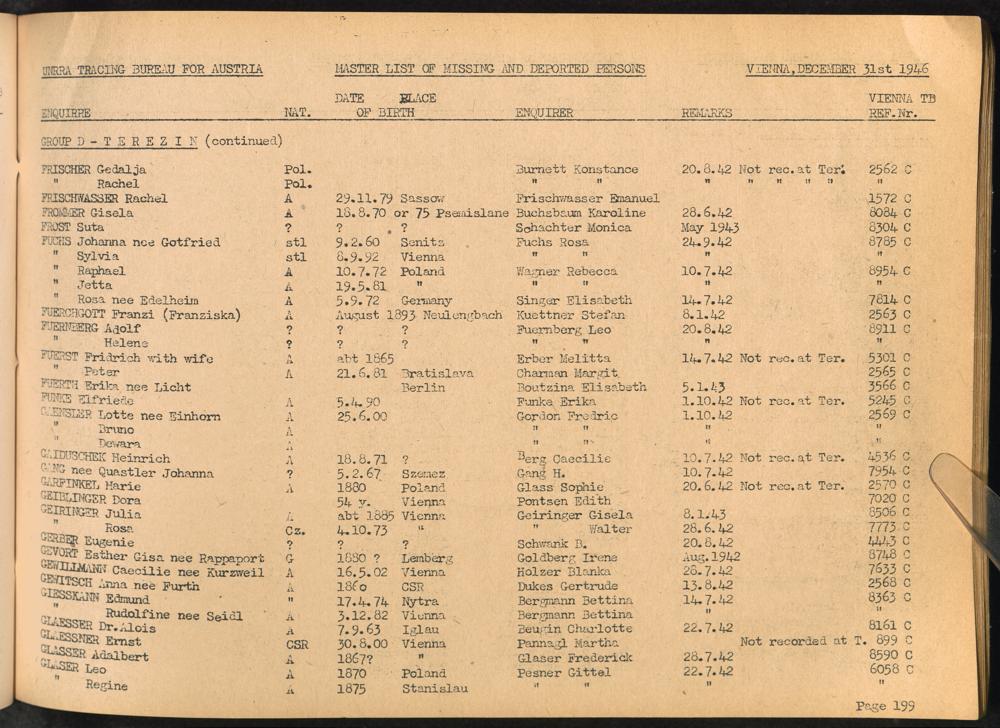 UNRRA TRACING BUREAU FOR AUSTRIA MASTER LIST OF MISSING AND DEPORTED PERSONS VIENNA, DECEMBER 31st 1946
DATE PLACE VIENNA TB
ENQUIRRE NAT. OF BIRTH ENQUIRER REMARKS REF.Nr.
GROUP D - T E R E Z I N (continued)
FRISCHER Gedalja Pol. Burnett Konstance 20.8.42 Not rec.at Ter. 2562 C
" Rachel Pol. " " " " " " " "
FRISCHWASSER Rachel A 29.11.79 Sassow Frischwasser Emanuel 1572 C
FROMMER Gisela A 18.8.70 or 75 Psemislane Buchsbaum Karoline 28.6.42 8084 C
FROST Suta ? ? ? Schachter Monica May 1943 8304 C
FUCHS Johanna nee Gotfried stl 9.2.60 Senitz Fuchs Rosa 24.9.42 8785 C
" Sylvia stl 8.9.92 Vienna " " " "
" Raphael A 10.7.72 Poland Wagner Rebecca 10.7.42 8954 C
" Jetta A 19.5.81 " " " " "
" Rosa nee Edelheim A 5.9.72 Germany Singer Elisabeth 14.7.42 7814 C
FUERCHGOTT Franzi (Franziska) A August 1893 Neulengbach Kuettner Stefan 8.1.42 2563 C
FUERNBERG Adolf ? ? ? Fuernberg Leo 20.8.42 8911 C
" Helene ? ? ? " " " "
FUERST Fridrich with wife A abt 1865 Erber Melitta 14.7.42 Not rec.at Ter. 5301 C
" Peter A 21.6.81 Bratislava Charman Margit 2565 C
FUERTH Erika nee Licht Berlin Boutzina Elisabeth 5.1.43 3566 C
FUNKE Elfriede A 5.4.90 Funka Erika 1.10.42 Not rec.at Ter. 5245 C
GAENSLER Lotte nee Einhorn A 25.6.00 Gordon Fredric 1.10.42 2569 C
" Bruno A " " " "
" Dewara A " " " "
GAIDUSCHEK Heinrich A 18.8.71 ? Berg Caecilie 10.7.42 Not rec.at Ter. 4536 C
GANG nee Quastler Johanna ? 5.2.67 Szemez Gang H. 10.7.42 7954 C
GARFINKEL Marie A 1880 Poland Glass Sophie 20.6.42 Not rec.at Ter. 2570 C
GEIBLINGER Dora 54 y. Vienna Pontsen Edith 7020 C
GEIRINGER Julia A abt 1885 Vienna Geiringer Gisela 8.1.43 8506 C
" Rosa Cz. 4.10.73 " " Walter 28.6.42 7773 C
GERBER Eugenie ? ? ? Schwank B. 20.8.42 4443 C
GEVORT Esther Gisa nee Rappaport G 1880 ? Lemberg Goldberg Irene Aug.1942 8748 C
GEWILLMANN Caecilie nee Kurzweil A 16.5.02 Vienna Holzer Blanka 28.7.42 7633 C
GEWITSCH Anna nee Furth A 1860 CSR Dukes Gertrude 13.8.42 2568 C
GIESSKANN Edmund " 17.4.74 Nytra Bergmann Bettina 14.7.42 8363 C
" Rudolfine nee Seidl A 3.12.82 Vienna Bergmann Bettina " "
GLAESSER Dr.Alois A 7.9.63 Iglau Beugin Charlotte 22.7.42 8161 C
GLAESSNER Ernst CSR 30.8.00 Vienna Pannagl Martha Not recorded at T. 899 C
GLASSER Adalbert A 1867? " Glaser Frederick 28.7.42 8590 C
GLASER Leo A 1870 Poland Pesner Gittel 22.7.42 6058 C
" Regine A 1875 Stanislau " " " "
Page 199